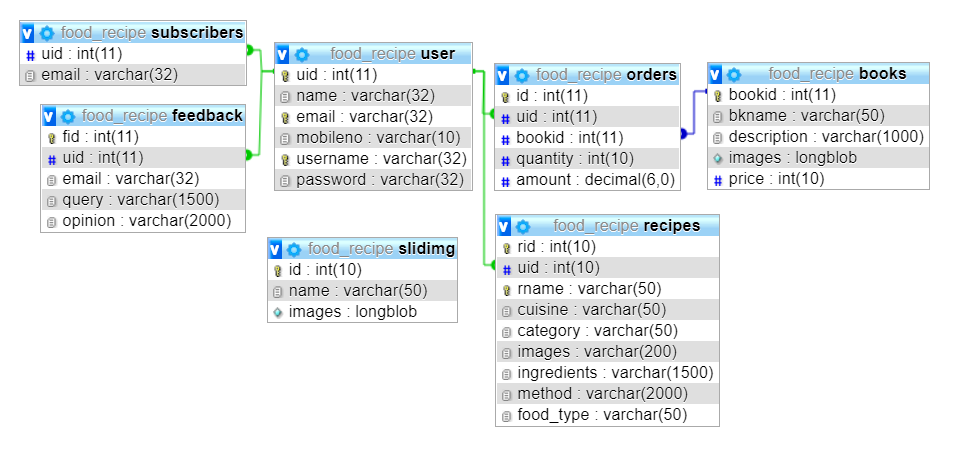 food_recipe subscribers
uid : int(11)
email : varchar(32)
food_recipe feedback
fid : int(11)
uid : int(11)
email : varchar(32)
query : varchar(1500)
opinion : varchar(2000)
food_recipe user
uid : int(11)
name : varchar(32)
email : varchar(32)
mobileno : varchar(10)
username : varchar(32)
password : varchar(32)
food_recipe slidimg
id : int(10)
name : varchar(50)
images : longblob
food_recipe orders
id : int(11)
uid : int(11)
bookid : int(11)
quantity : int(10)
amount : decimal(6,0)
food_recipe recipes
rid : int(10)
uid : int(10)
rname : varchar(50)
cuisine : varchar(50)
category : varchar(50)
images : varchar(200)
ingredients : varchar(1500)
method : varchar(2000)
food_type : varchar(50)
food_recipe books
bookid : int(11)
bkname : varchar(50)
description : varchar(1000)
images : longblob
price : int(10)